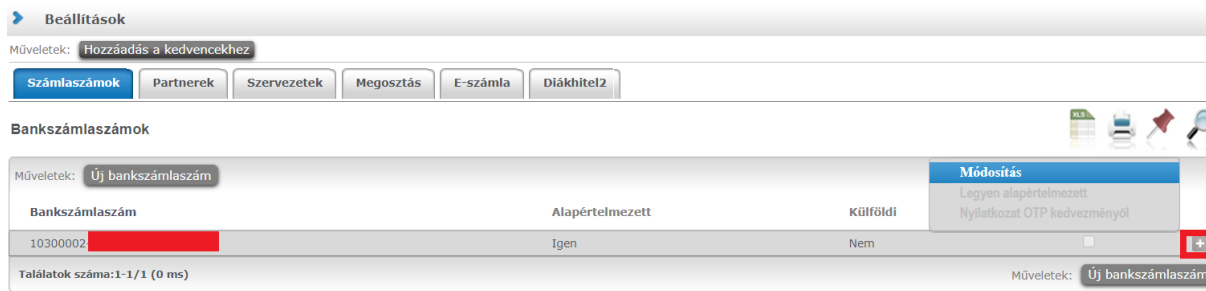 Beállítások
Műveletek: Hozzáadás a kedvencekhez
Számlaszámok Partnerek Szervezetek Megosztás E-számla Diákhitel2
XLS
Bankszámlaszámok
Műveletek: Új bankszámlaszám
Módosítás
Legyen alapértelmezett
Nyilatkozat OTP kedvezményől
Bankszámlaszám Alapértelmezett Külföldi
10300002- Igen Nem
Találatok száma:1-1/1 (0 ms) Műveletek: Új bankszámlaszám